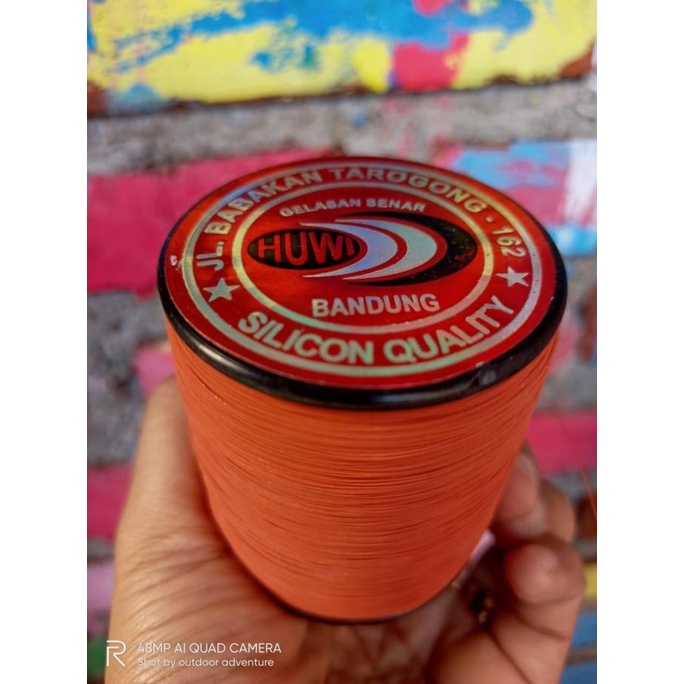 JL. BABAKAN TAROGONG • 162
GELASAN SENAR
HUWI
BANDUNG
★ SILICON QUALITY ★
R 48MP AI QUAD CAMERA
Shot by outdoor adventure